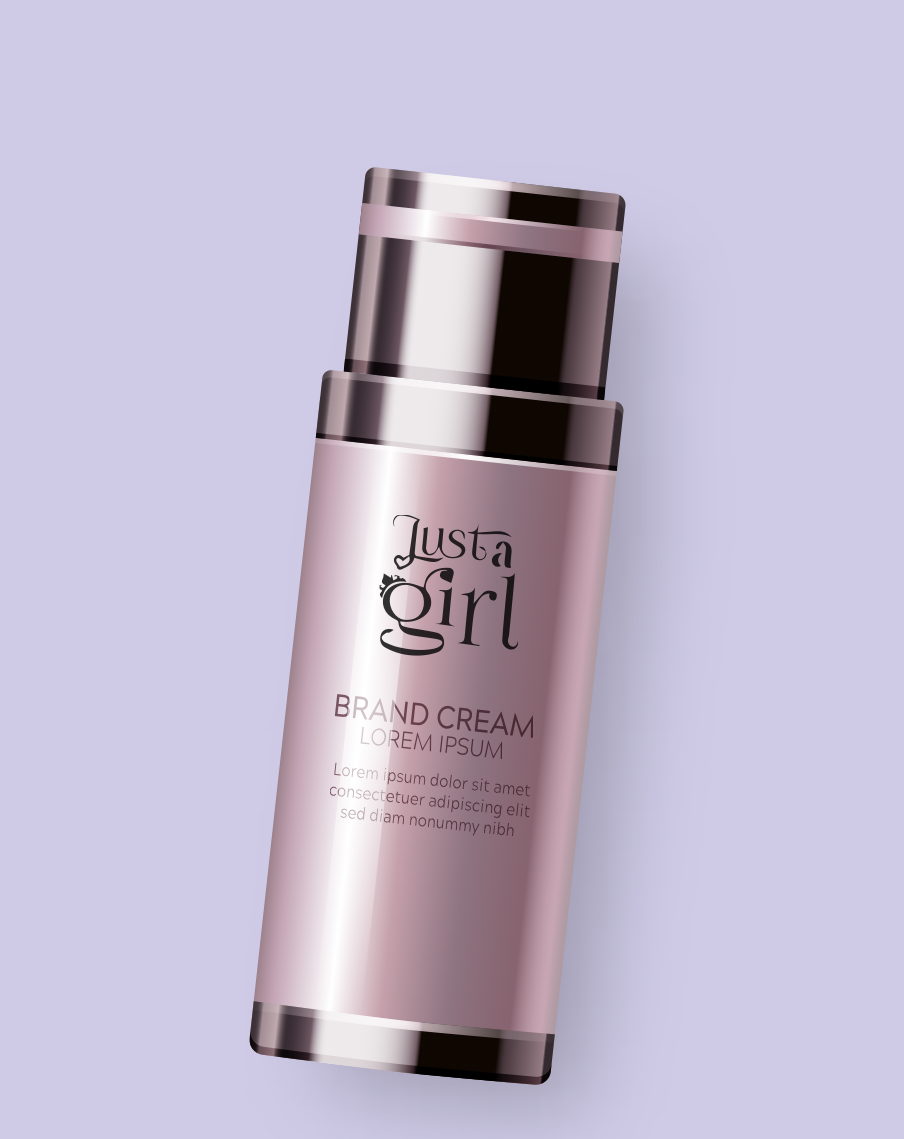 Just a
girl
BRAND CREAM
LOREM IPSUM
Lorem ipsum dolor sit amet
consectetuer adipiscing elit
sed diam nonummy nibh